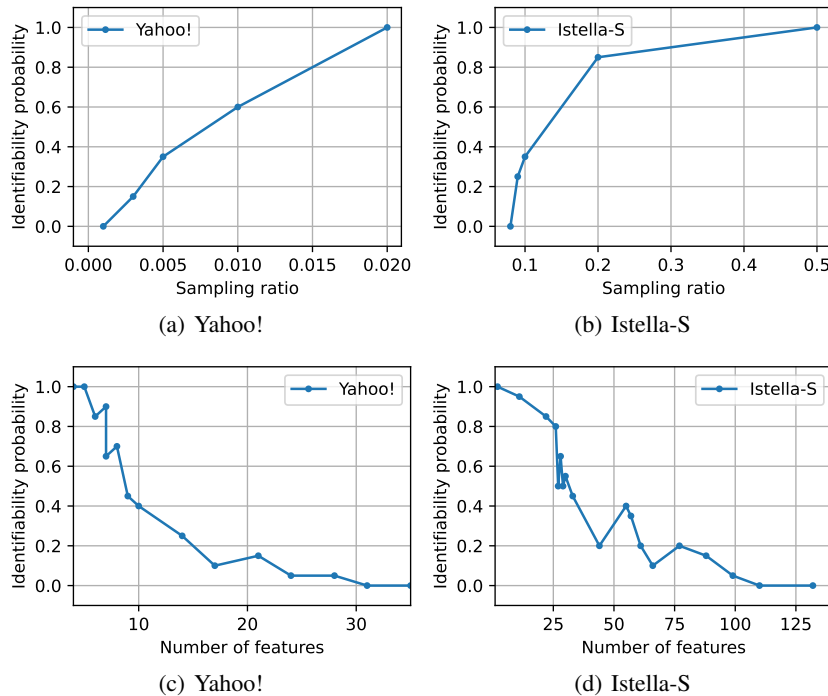 Yahoo!
Identifiability probability
1.0
0.8
0.6
0.4
0.2
0.0
0.000 0.005 0.010 0.015 0.020
Sampling ratio
(a) Yahoo!
Istella-S
Identifiability probability
1.0
0.8
0.6
0.4
0.2
0.0
0.1 0.2 0.3 0.4 0.5
Sampling ratio
(b) Istella-S
Yahoo!
Identifiability probability
1.0
0.8
0.6
0.4
0.2
0.0
10 20 30
Number of features
(c) Yahoo!
Istella-S
Identifiability probability
1.0
0.8
0.6
0.4
0.2
0.0
25 50 75 100 125
Number of features
(d) Istella-S